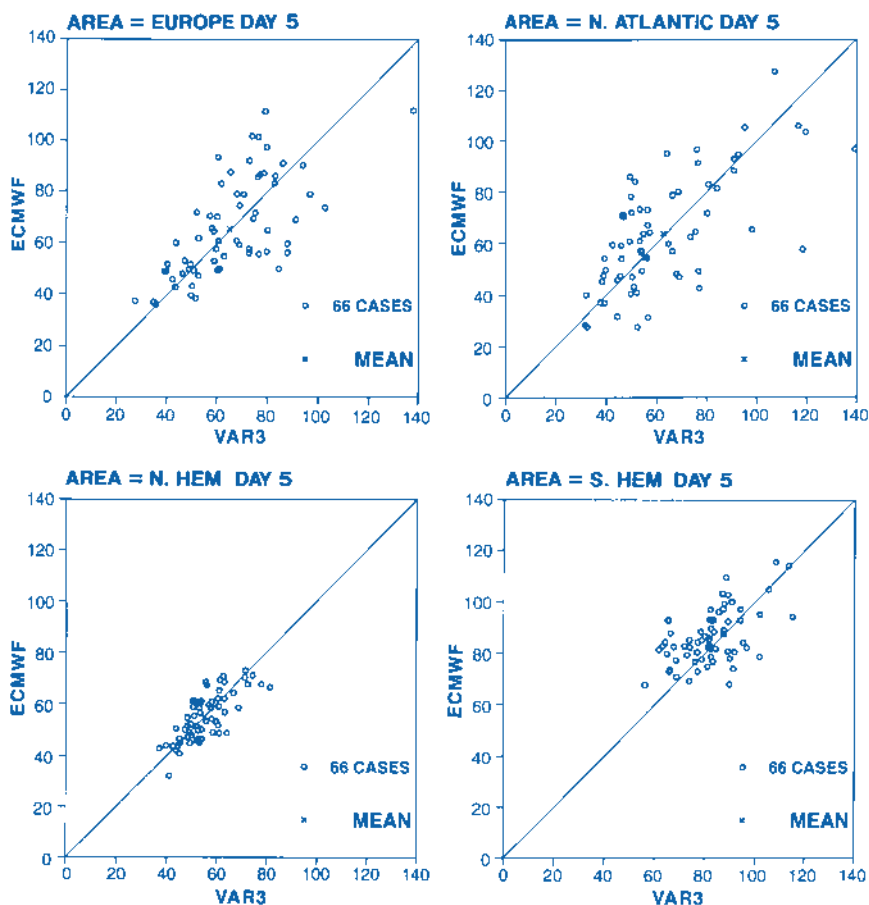 AREA = EUROPE DAY 5
140
120
100
80
60
40
20
0
ECMWF
66 CASES
MEAN
0 20 40 60 80 100 120 140
VAR3
AREA = N. ATLANTIC DAY 5
140
120
100
80
60
40
20
0
ECMWF
66 CASES
MEAN
0 20 40 60 80 100 120 140
VAR3
AREA = N. HEM DAY 5
140
120
100
80
60
40
20
0
ECMWF
66 CASES
MEAN
0 20 40 60 80 100 120 140
VAR3
AREA = S. HEM DAY 5
140
120
100
80
60
40
20
0
ECMWF
66 CASES
MEAN
0 20 40 60 80 100 120 140
VAR3